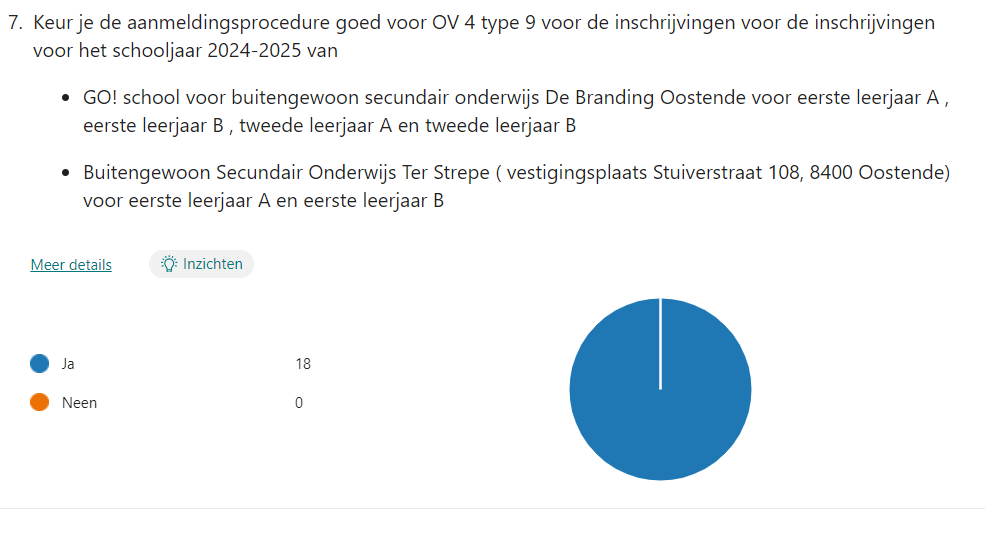 7. Keur je de aanmeldingsprocedure goed voor OV 4 type 9 voor de inschrijvingen voor de inschrijvingen
voor het schooljaar 2024-2025 van
• GO! school voor buitengewoon secundair onderwijs De Branding Oostende voor eerste leerjaar A ,
eerste leerjaar B , tweede leerjaar A en tweede leerjaar B
• Buitengewoon Secundair Onderwijs Ter Strepe ( vestigingsplaats Stuiverstraat 108, 8400 Oostende)
voor eerste leerjaar A en eerste leerjaar B
Meer details Inzichten
Ja 18
Neen 0